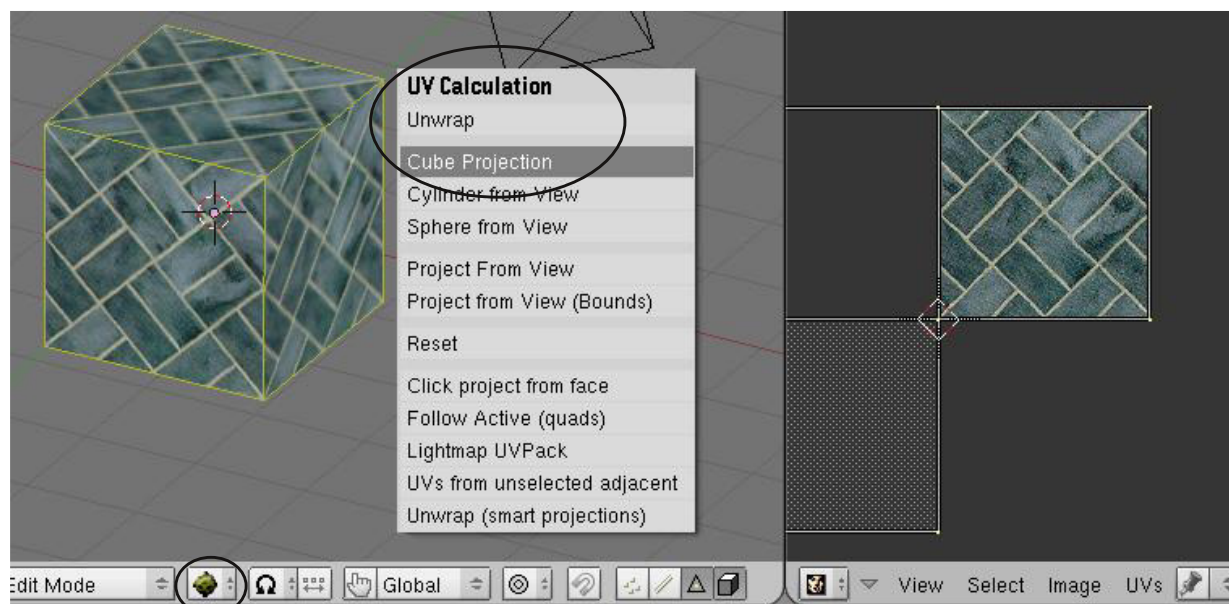 UV Calculation
Unwrap
Cube Projection
Cylinder from View
Sphere from View
Project From View
Project from View (Bounds)
Reset
Click project from face
Follow Active (quads)
Lightmap UVPack
UVs from unselected adjacent
Unwrap (smart projections)
Edit Mode Global View Select Image UVs